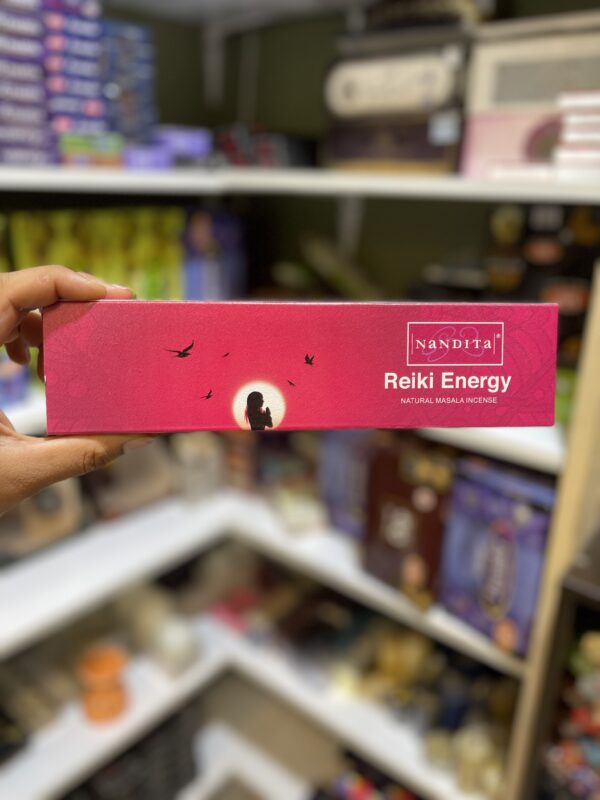 NaNDITa®
Reiki Energy
NATURAL MASALA INCENSE